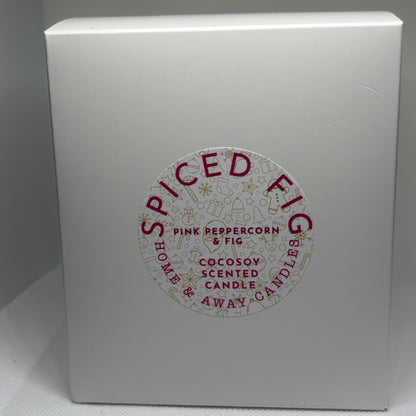 SPICED FIG
PINK PEPPERCORN
& FIG
COCOSOY
SCENTED
CANDLE
HOME & AWAY CANDLES